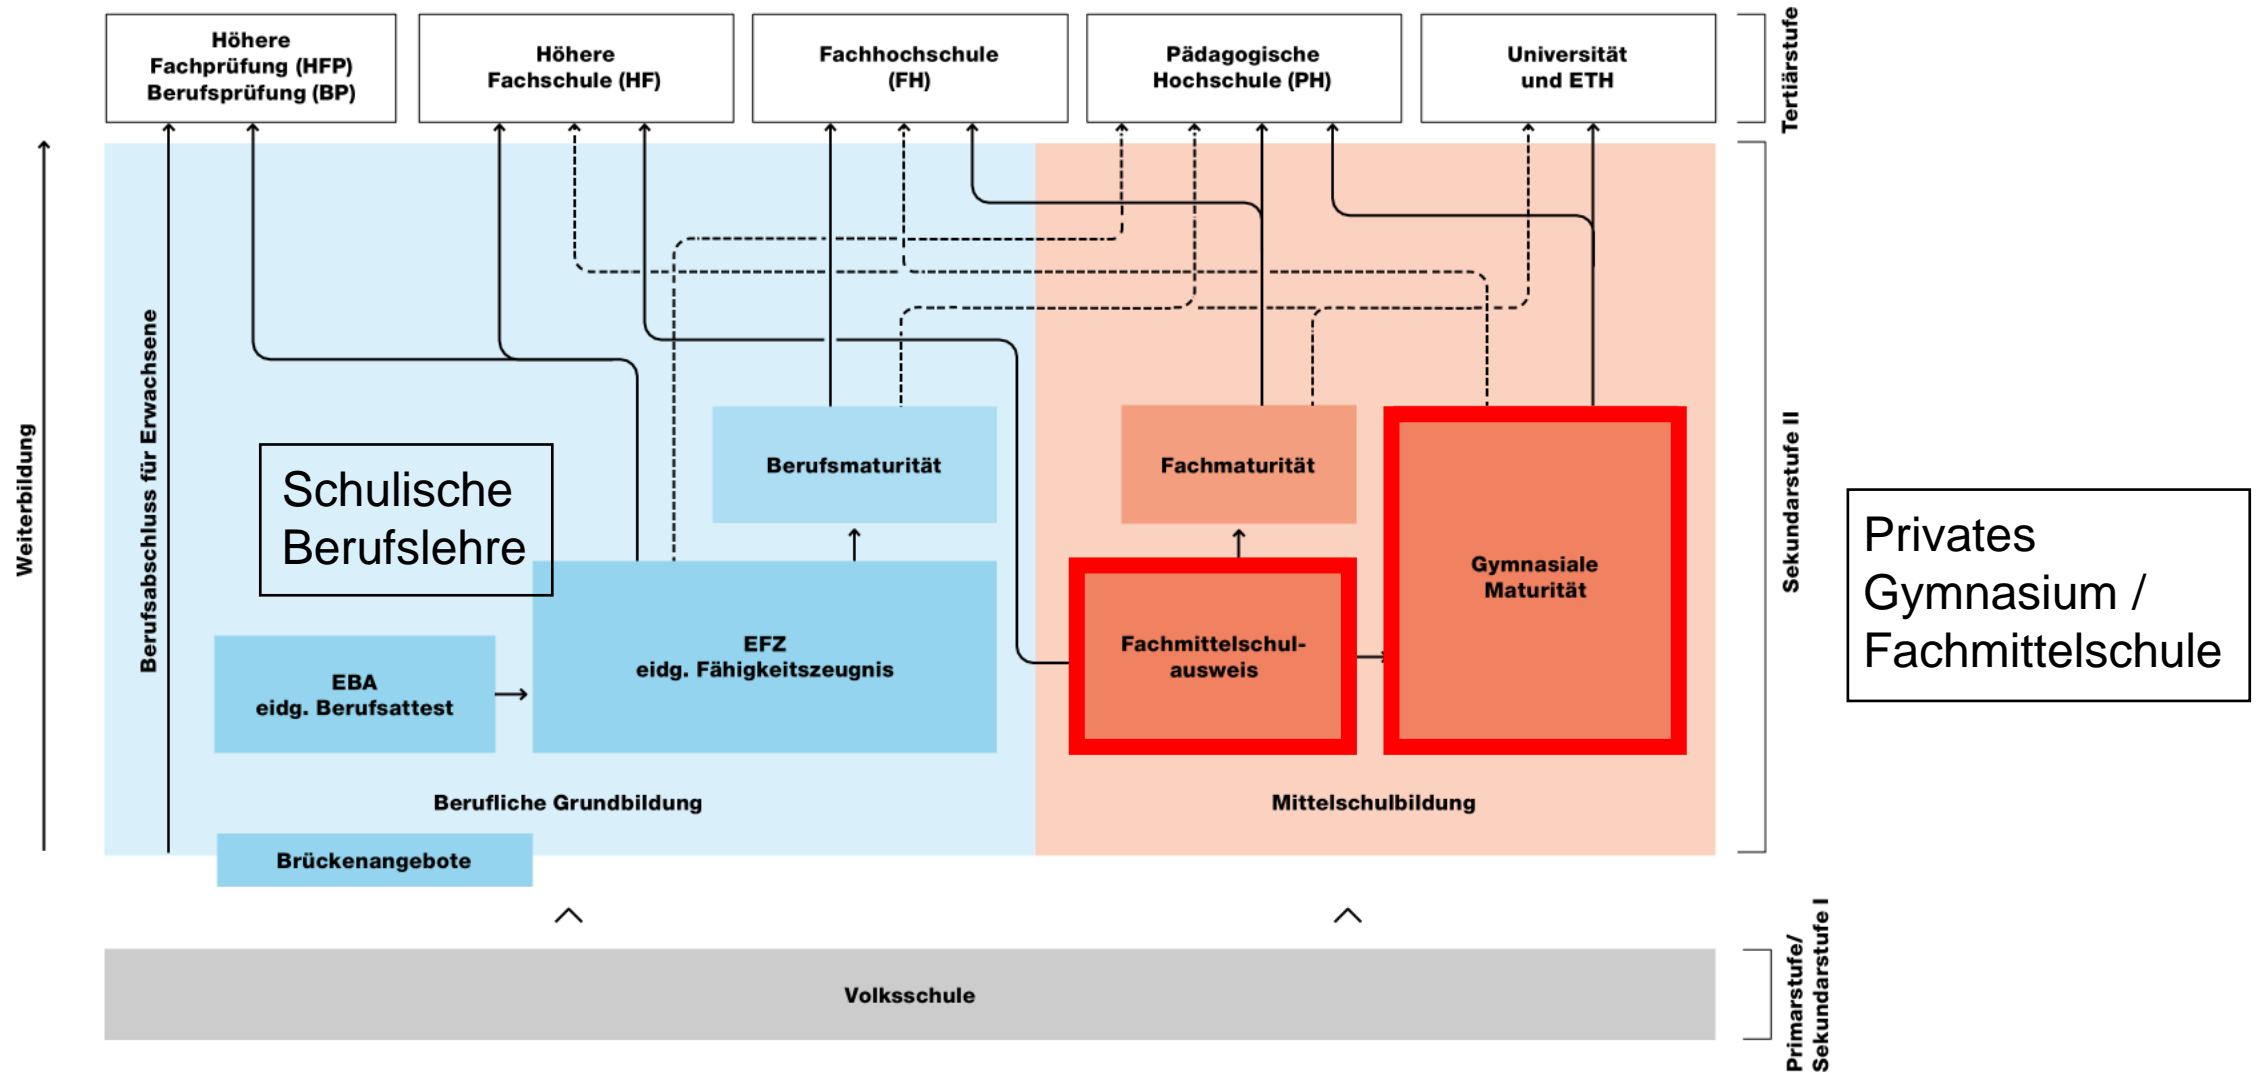 Höhere
Fachprüfung (HFP)
Berufsprüfung (BP)
Höhere
Fachschule (HF)
Fachhochschule
(FH)
Pädagogische
Hochschule (PH)
Universität
und ETH
Tertiärstufe
Weiterbildung
Berufsabschluss für Erwachsene
Schulische
Berufslehre
Berufsmaturität
Fachmaturität
Gymnasiale
Maturität
EBA
eidg. Berufsattest
EFZ
eidg. Fähigkeitszeugnis
Fachmittelschul-
ausweis
Sekundarstufe II
Privates
Gymnasium /
Fachmittelschule
Berufliche Grundbildung
Mittelschulbildung
Brückenangebote
Volksschule
Primarstufe/
Sekundarstufe I